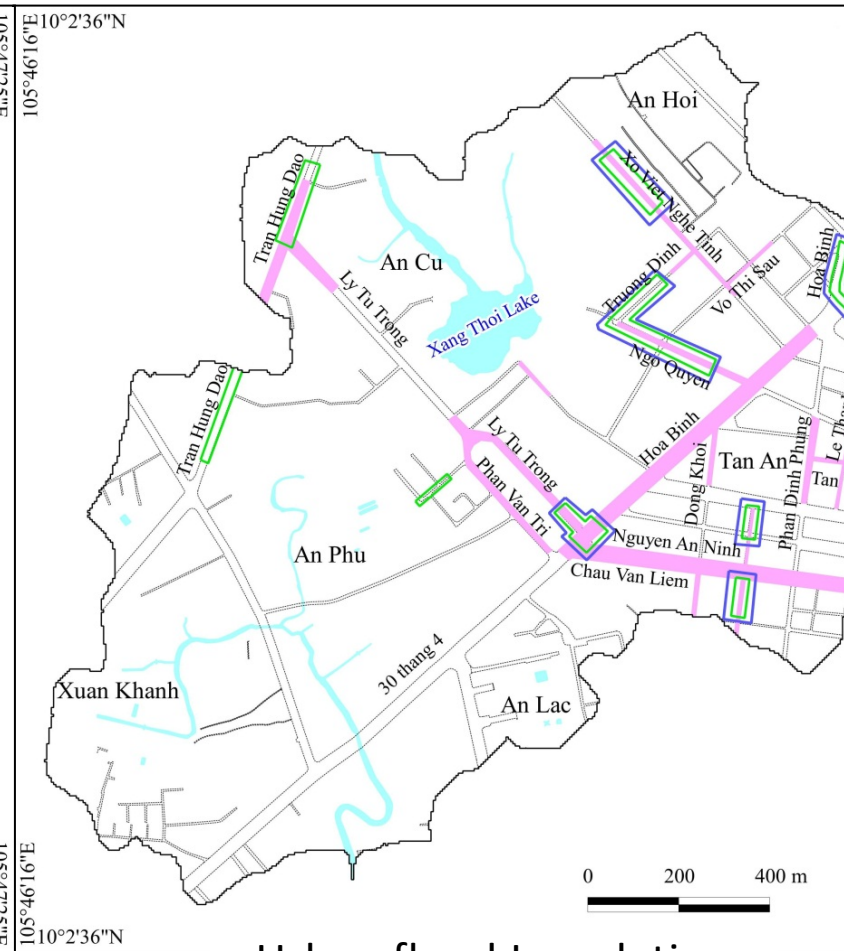 10°2'36"N
105°46'16"E
An Hoi
Tran Hung Dao
Xo Viet Nghe Tinh
An Cu
Truong Dinh
Hoa Binh
Vo Thi Sau
Ly Tu Trong
Xang Thoi Lake
Ngo Quyen
Tran Hung Dao
Hoa Binh
Ly Tu Trong
Phan Van Tri
Dong Khoi
Tan An
Phan Dinh Phung
Tan
Nguyen An Ninh
An Phu
Chau Van Liem
30 thang 4
Xuan Khanh
An Lac
0 200 400 m
105°46'16"E
10°2'36"N